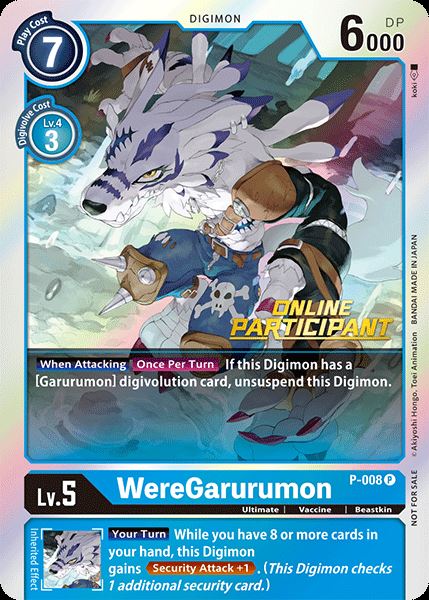 Play Cost
7
DIGIMON
DP
6000
Digivolve Cost
Lv.4
3
koki
ONLINE
PARTICIPANT
When Attacking Once Per Turn If this Digimon has a
[Garurumon] digivolution card, unsuspend this Digimon.
©Akiyoshi Hongo, Toei Animation BANDAI MADE IN JAPAN
NOT FOR SALE
P-008 P
Lv.5
WereGarurumon
Ultimate | Vaccine | Beastkin
Inherited Effect
Your Turn While you have 8 or more cards in
your hand, this Digimon
gains Security Attack +1 . (This Digimon checks
1 additional security card.)